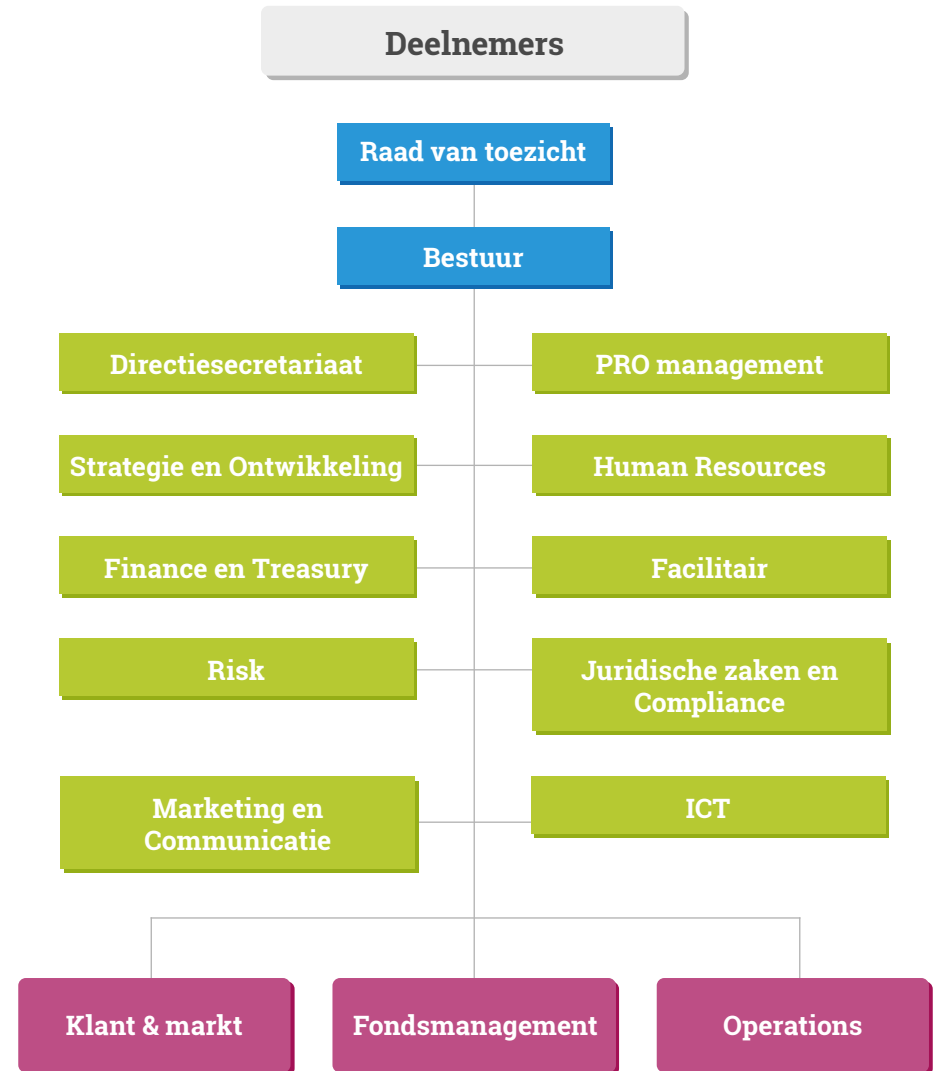 Deelnemers
Raad van toezicht
Bestuur
Directiesecretariaat
PRO management
Strategie en Ontwikkeling
Human Resources
Finance en Treasury
Facilitair
Risk
Juridische zaken en
Compliance
Marketing en
Communicatie
ICT
Klant & markt
Fondsmanagement
Operations